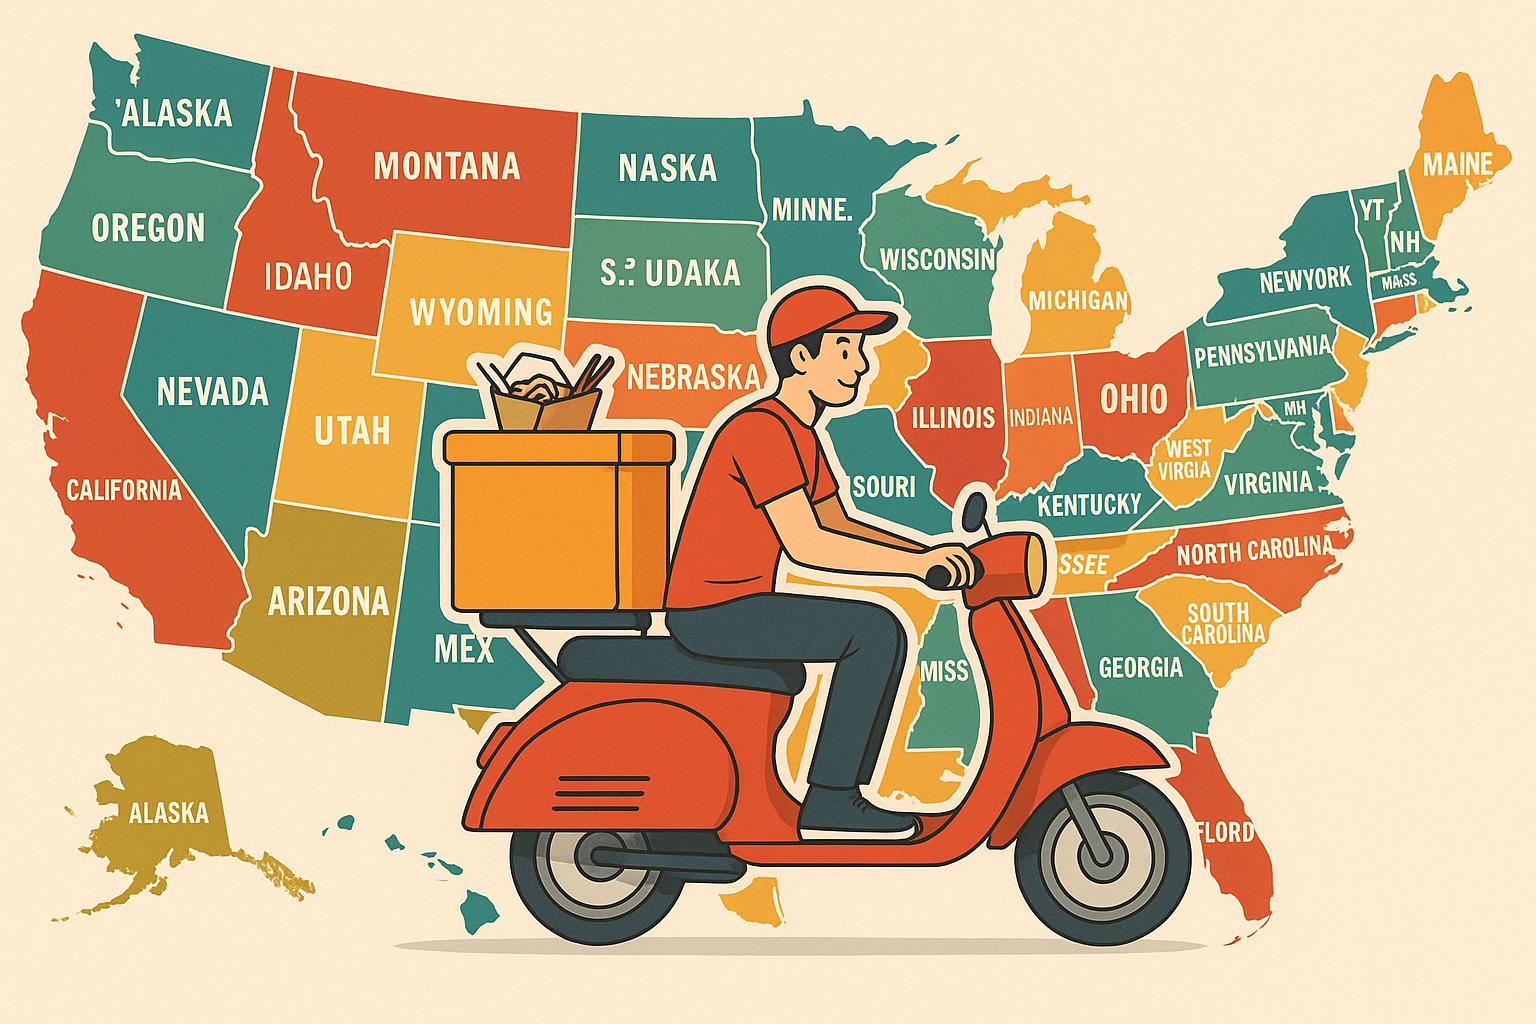 'ALASKA
MONTANA
NASKA
MINNE.
MAINE
OREGON
IDAHO
WYOMING
S.: UDAKA
WISCONSIN
MICHIGAN
NEWYORK
YT
NH
MASS
NEVADA
UTAH
NEBRASKA
ILLINOIS
INDIANA
OHIO
PENNSYLVANIA
MH
CALIFORNIA
SOURI
KENTUCKY
WEST
VIRGIA
VIRGINIA
ARIZONA
MEX
SSEE
NORTH CAROLINA
SOUTH
CAROLINA
MISS
GEORGIA
ALASKA
FLORD